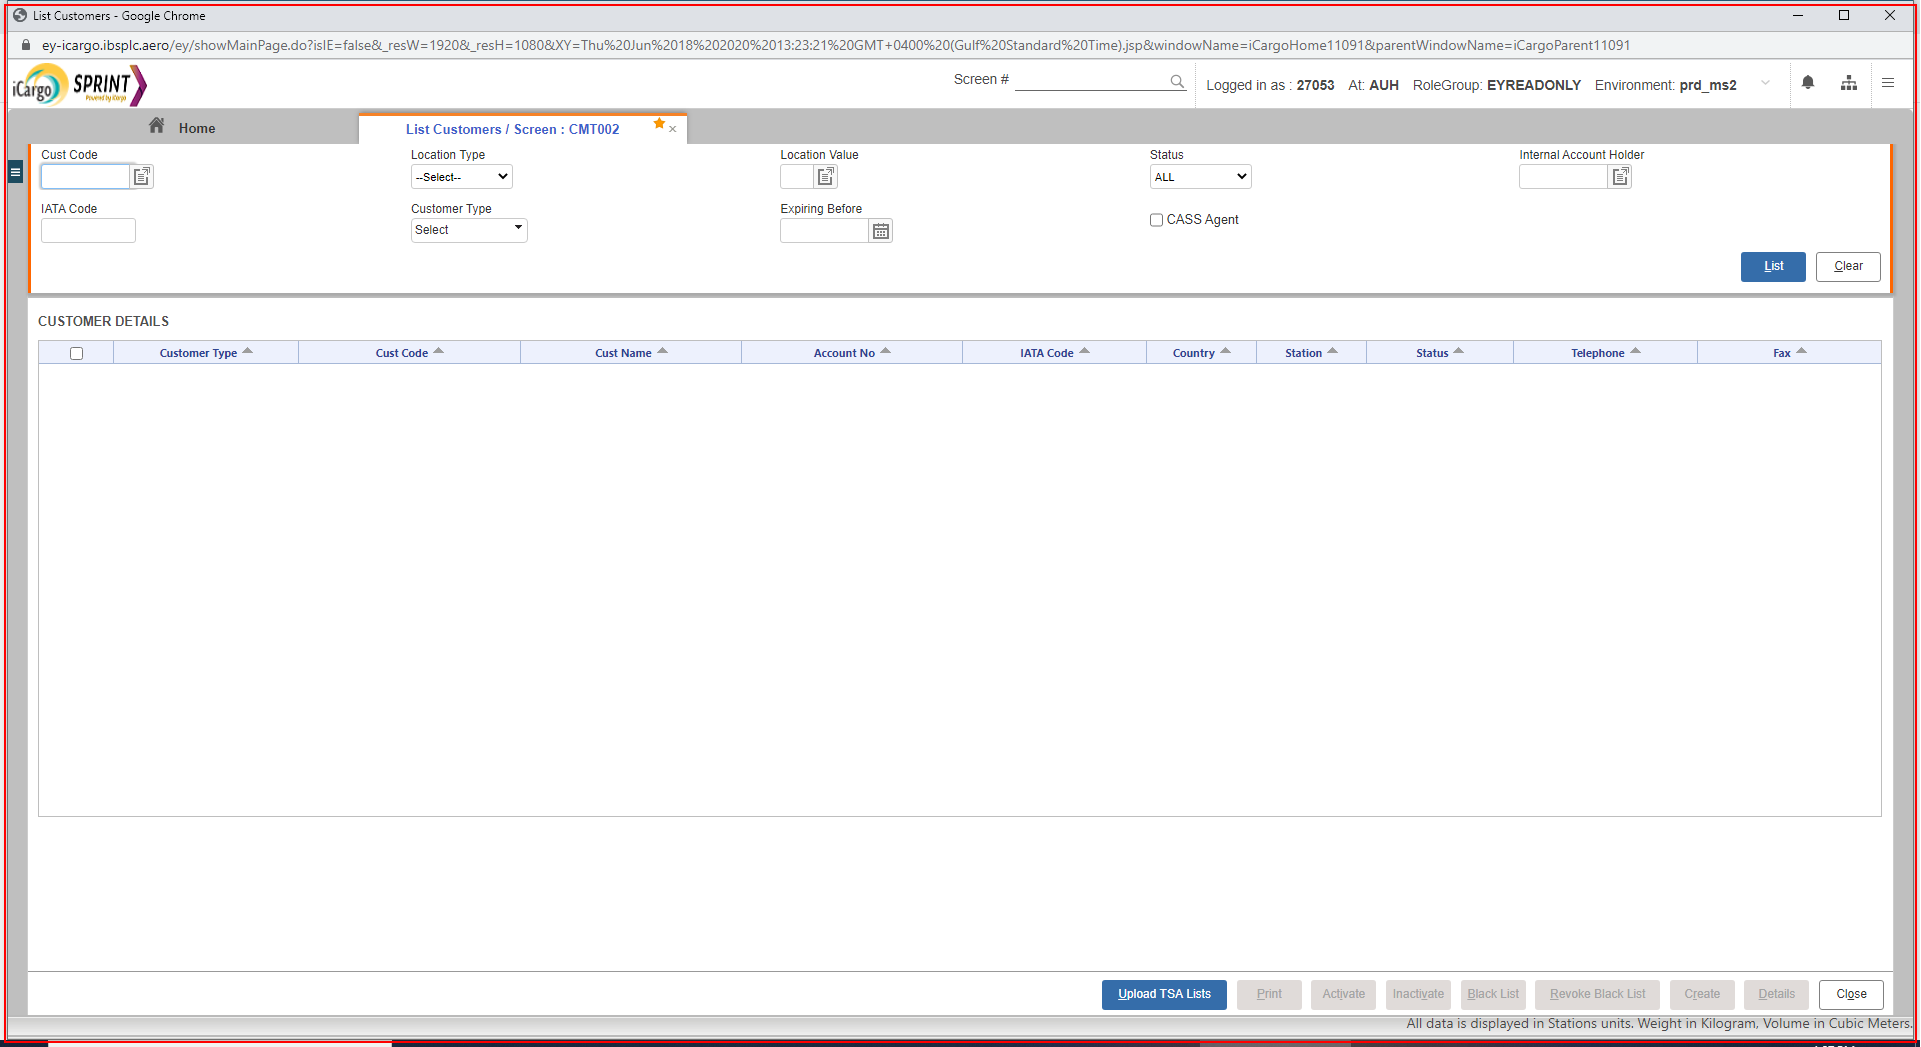 List Customers - Google Chrome
ey-icargo.ibsplc.aero/ey/showMainPage.do?isIE=false&_resW=1920&_resH=1080&XY=Thu%20Jun%2018%202020%2013:23:21%20GMT+0400%20(Gulf%20Standard%20Time).jsp&windowName=iCargoHome11091&parentWindowName=iCargoParent11091
iCargo SPRINT Powered by iCargo
Screen # Logged in as : 27053 At: AUH RoleGroup: EYREADONLY Environment: prd_ms2
Home List Customers / Screen : CMT002
Cust Code Location Type Location Value Status Internal Account Holder
--Select-- ALL
IATA Code Customer Type Expiring Before CASS Agent
Select
List Clear
CUSTOMER DETAILS
Customer Type Cust Code Cust Name Account No IATA Code Country Station Status Telephone Fax
Upload TSA Lists Print Activate Inactivate Black List Revoke Black List Create Details Close
All data is displayed in Stations units. Weight in Kilogram, Volume in Cubic Meters.